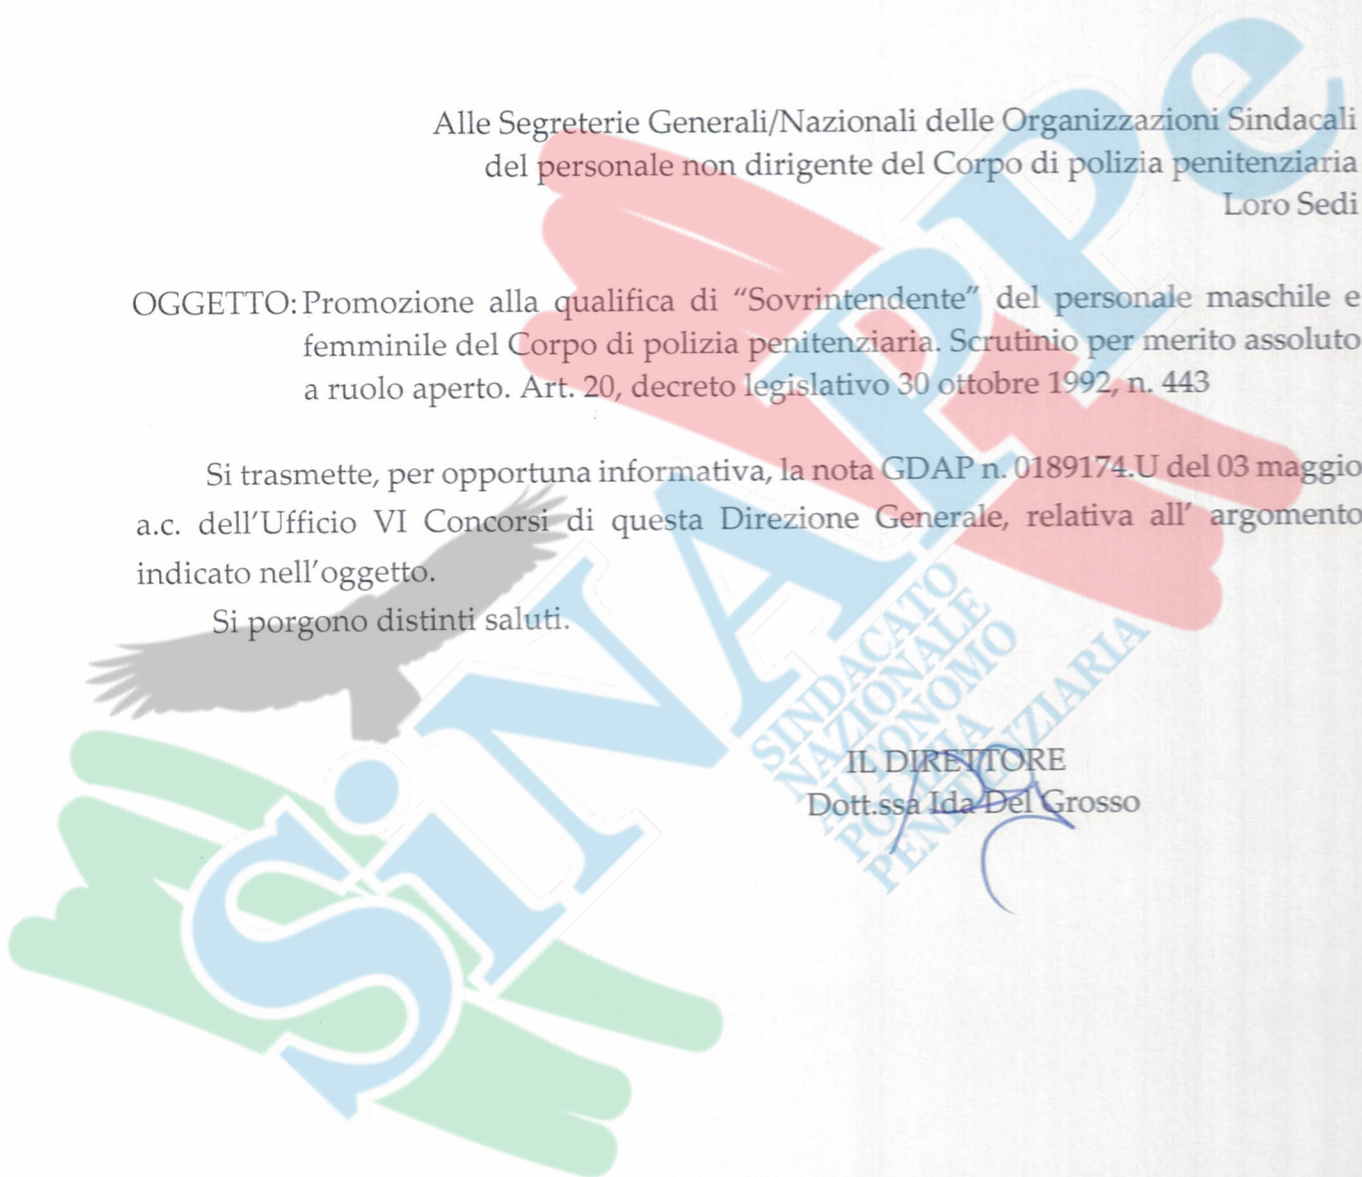 Alle Segreterie Generali/Nazionali delle Organizzazioni Sindacali
del personale non dirigente del Corpo di polizia penitenziaria
Loro Sedi
OGGETTO: Promozione alla qualifica di “Sovrintendente” del personale maschile e
femminile del Corpo di polizia penitenziaria. Scrutinio per merito assoluto
a ruolo aperto. Art. 20, decreto legislativo 30 ottobre 1992, n. 443
Si trasmette, per opportuna informativa, la nota GDAP n. 0189174.U del 03 maggio
a.c. dell’Ufficio VI Concorsi di questa Direzione Generale, relativa all’ argomento
indicato nell’oggetto.
Si porgono distinti saluti.
IL DIRETTORE
Dott.ssa Ida Del Grosso
SiNAPPe
SINDACATO
NAZIONALE
AUTONOMO
POLIZIA
PENITENZIARIA